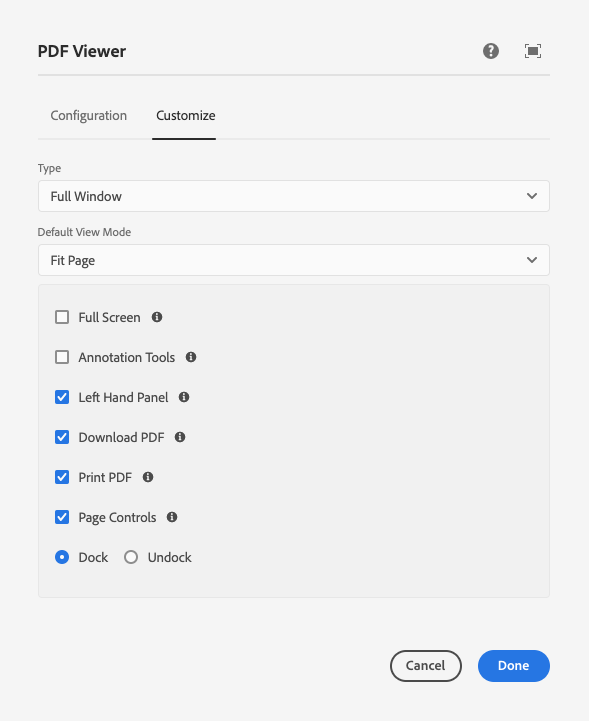 PDF Viewer
Configuration Customize
Type
Full Window
Default View Mode
Fit Page
Full Screen
Annotation Tools
Left Hand Panel
Download PDF
Print PDF
Page Controls
Dock Undock
Cancel Done